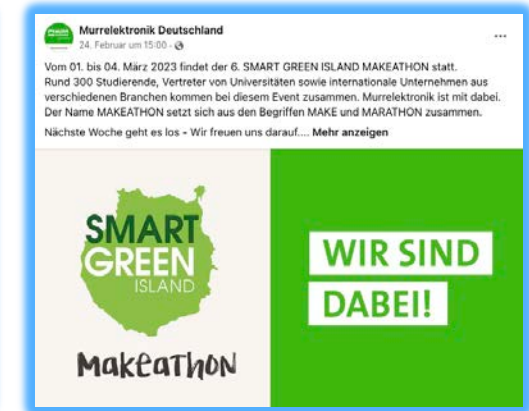 Murrelektronik Deutschland
24. Februar um 15:00 ·
Vom 01. bis 04. März 2023 findet der 6. SMART GREEN ISLAND MAKEATHON statt.
Rund 300 Studierende, Vertreter von Universitäten sowie internationale Unternehmen aus
verschiedenen Branchen kommen bei diesem Event zusammen. Murrelektronik ist mit dabei.
Der Name MAKEATHON setzt sich aus den Begriffen MAKE und MARATHON zusammen.
Nächste Woche geht es los - Wir freuen uns darauf.... Mehr anzeigen
SMART
GREEN
ISLAND
Makeathon
WIR SIND
DABEI!